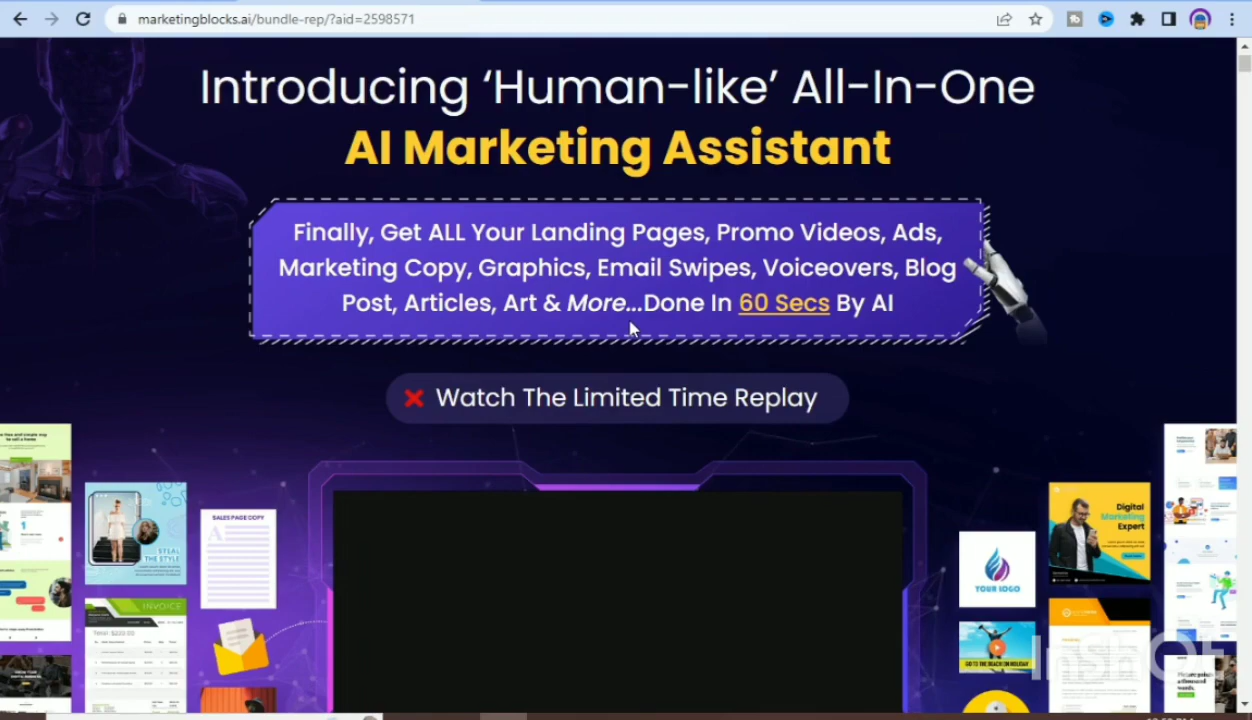 marketingblocks.ai/bundle-rep/?aid=2598571
Introducing ‘Human-like’ All-In-One
AI Marketing Assistant
Finally, Get ALL Your Landing Pages, Promo Videos, Ads,
Marketing Copy, Graphics, Email Swipes, Voiceovers, Blog
Post, Articles, Art & More...Done In 60 Secs By AI
Watch The Limited Time Replay
SALES PAGE COPY
A
STEAL
THE STYLE
INVOICE
YOUR LOGO
GO TO THE BEACH ON HOLIDAY
Digital
Marketing
Expert
InShOt